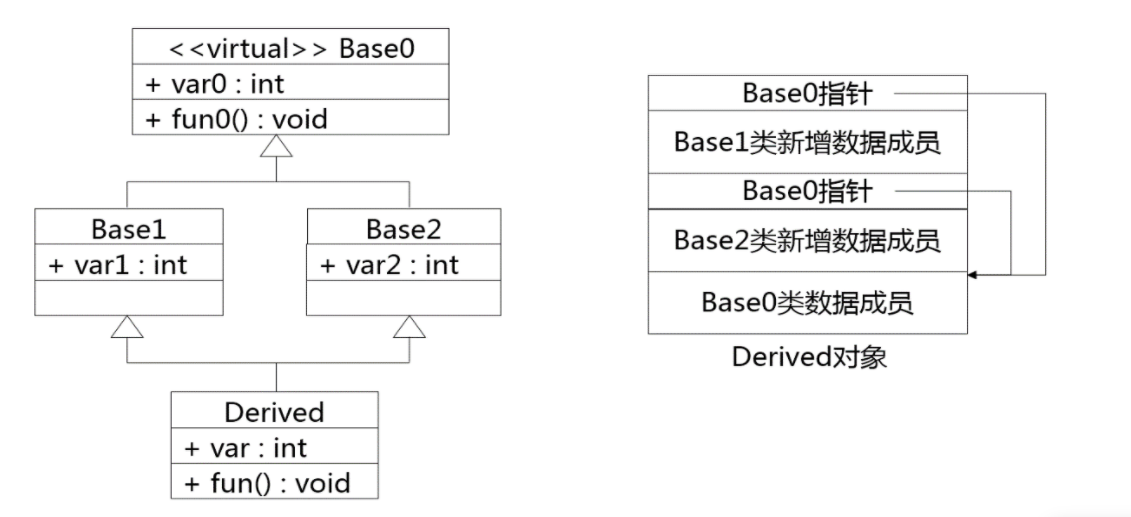 <<virtual>> Base0
+ var0 : int
+ fun0() : void
Base1
+ var1 : int
Base2
+ var2 : int
Derived
+ var : int
+ fun() : void
Base0指针
Base1类新增数据成员
Base0指针
Base2类新增数据成员
Base0类数据成员
Derived对象